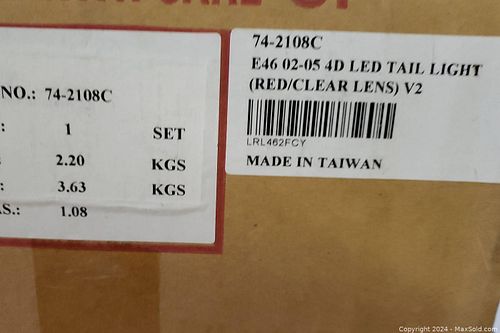 74-2108C
E46 02-05 4D LED TAIL LIGHT
(RED/CLEAR LENS) V2
LRL462FCY
MADE IN TAIWAN
NO.: 74-2108C
: 1 SET
2.20 KGS
: 3.63 KGS
S.: 1.08
Copyright 2024 - MaxSold.com